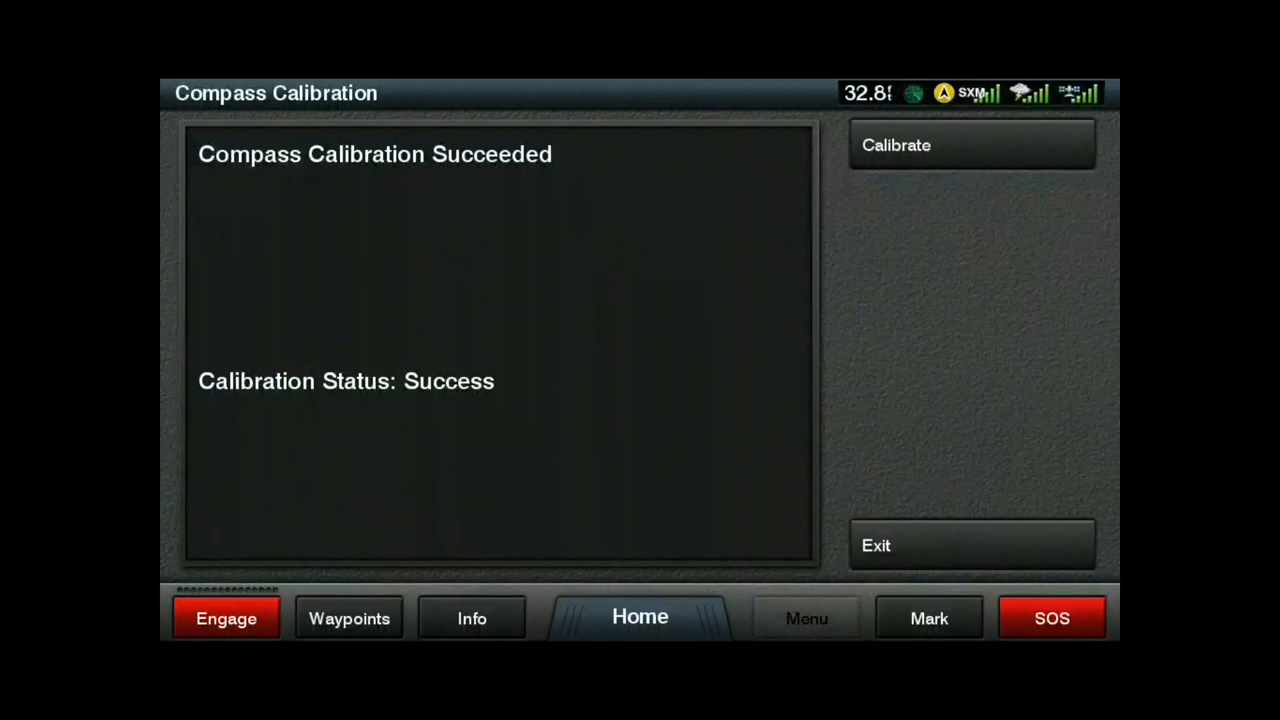 Compass Calibration
32.8ft
SXM
Calibrate
Compass Calibration Succeeded
Calibration Status: Success
Exit
Engage
Waypoints
Info
Home
Menu
Mark
SOS